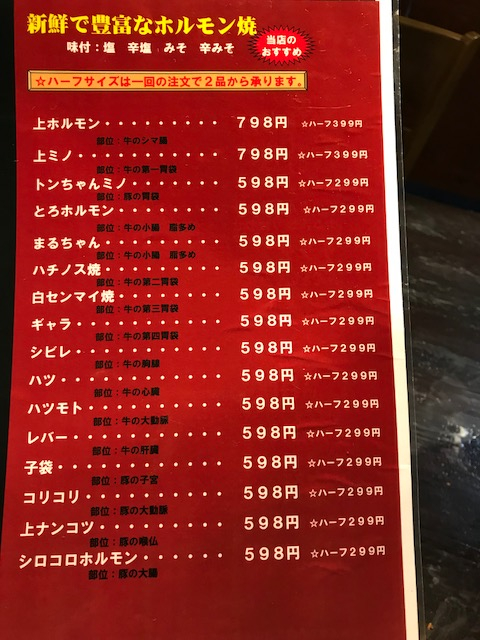 新鮮で豊富なホルモン焼
味付：塩　辛塩　みそ　辛みそ
当店の
おすすめ
☆ハーフサイズは一回の注文で２品から承ります。
上ホルモン・・・・・・・・・ ７９８円 ☆ハーフ３９９円
部位：牛のシマ腸
上ミノ・・・・・・・・・・・ ７９８円 ☆ハーフ３９９円
部位：牛の第一胃袋
トンちゃんミノ・・・・・・・ ５９８円 ☆ハーフ２９９円
部位：豚の胃袋
とろホルモン・・・・・・・・ ５９８円 ☆ハーフ２９９円
部位：牛の小腸　脂多め
まるちゃん・・・・・・・・・ ５９８円 ☆ハーフ２９９円
部位：牛の小腸　脂多め
ハチノス焼・・・・・・・・・ ５９８円 ☆ハーフ２９９円
部位：牛の第二胃袋
白センマイ焼・・・・・・・・ ５９８円 ☆ハーフ２９９円
部位：牛の第三胃袋
ギャラ・・・・・・・・・・・ ５９８円 ☆ハーフ２９９円
部位：牛の第四胃袋
シビレ・・・・・・・・・・・ ５９８円 ☆ハーフ２９９円
部位：牛の胸腺
ハツ・・・・・・・・・・・・ ５９８円 ☆ハーフ２９９円
部位：牛の心臓
ハツモト・・・・・・・・・・ ５９８円 ☆ハーフ２９９円
部位：牛の大動脈
レバー・・・・・・・・・・・ ５９８円 ☆ハーフ２９９円
部位：牛の肝臓
子袋・・・・・・・・・・・・ ５９８円 ☆ハーフ２９９円
部位：豚の子宮
コリコリ・・・・・・・・・・ ５９８円 ☆ハーフ２９９円
部位：豚の大動脈
上ナンコツ・・・・・・・・・ ５９８円 ☆ハーフ２９９円
部位：豚の喉仏
シロコロホルモン・・・・・・ ５９８円 ☆ハーフ２９９円
部位：豚の大腸